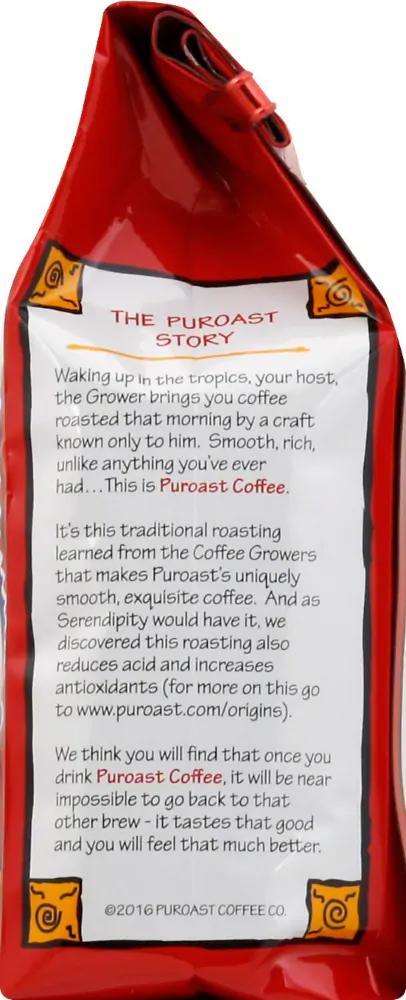 THE PUROAST
STORY
Waking up in the tropics, your host,
the Grower brings you coffee
roasted that morning by a craft
known only to him. Smooth, rich,
unlike anything you've ever
had...This is Puroast Coffee.
It's this traditional roasting
learned from the Coffee Growers
that makes Puroast's uniquely
smooth, exquisite coffee. And as
Serendipity would have it, we
discovered this roasting also
reduces acid and increases
antioxidants (for more on this go
to www.puroast.com/origins).
We think you will find that once you
drink Puroast Coffee, it will be near
impossible to go back to that
other brew - it tastes that good
and you will feel that much better.
©2016 PUROAST COFFEE CO.